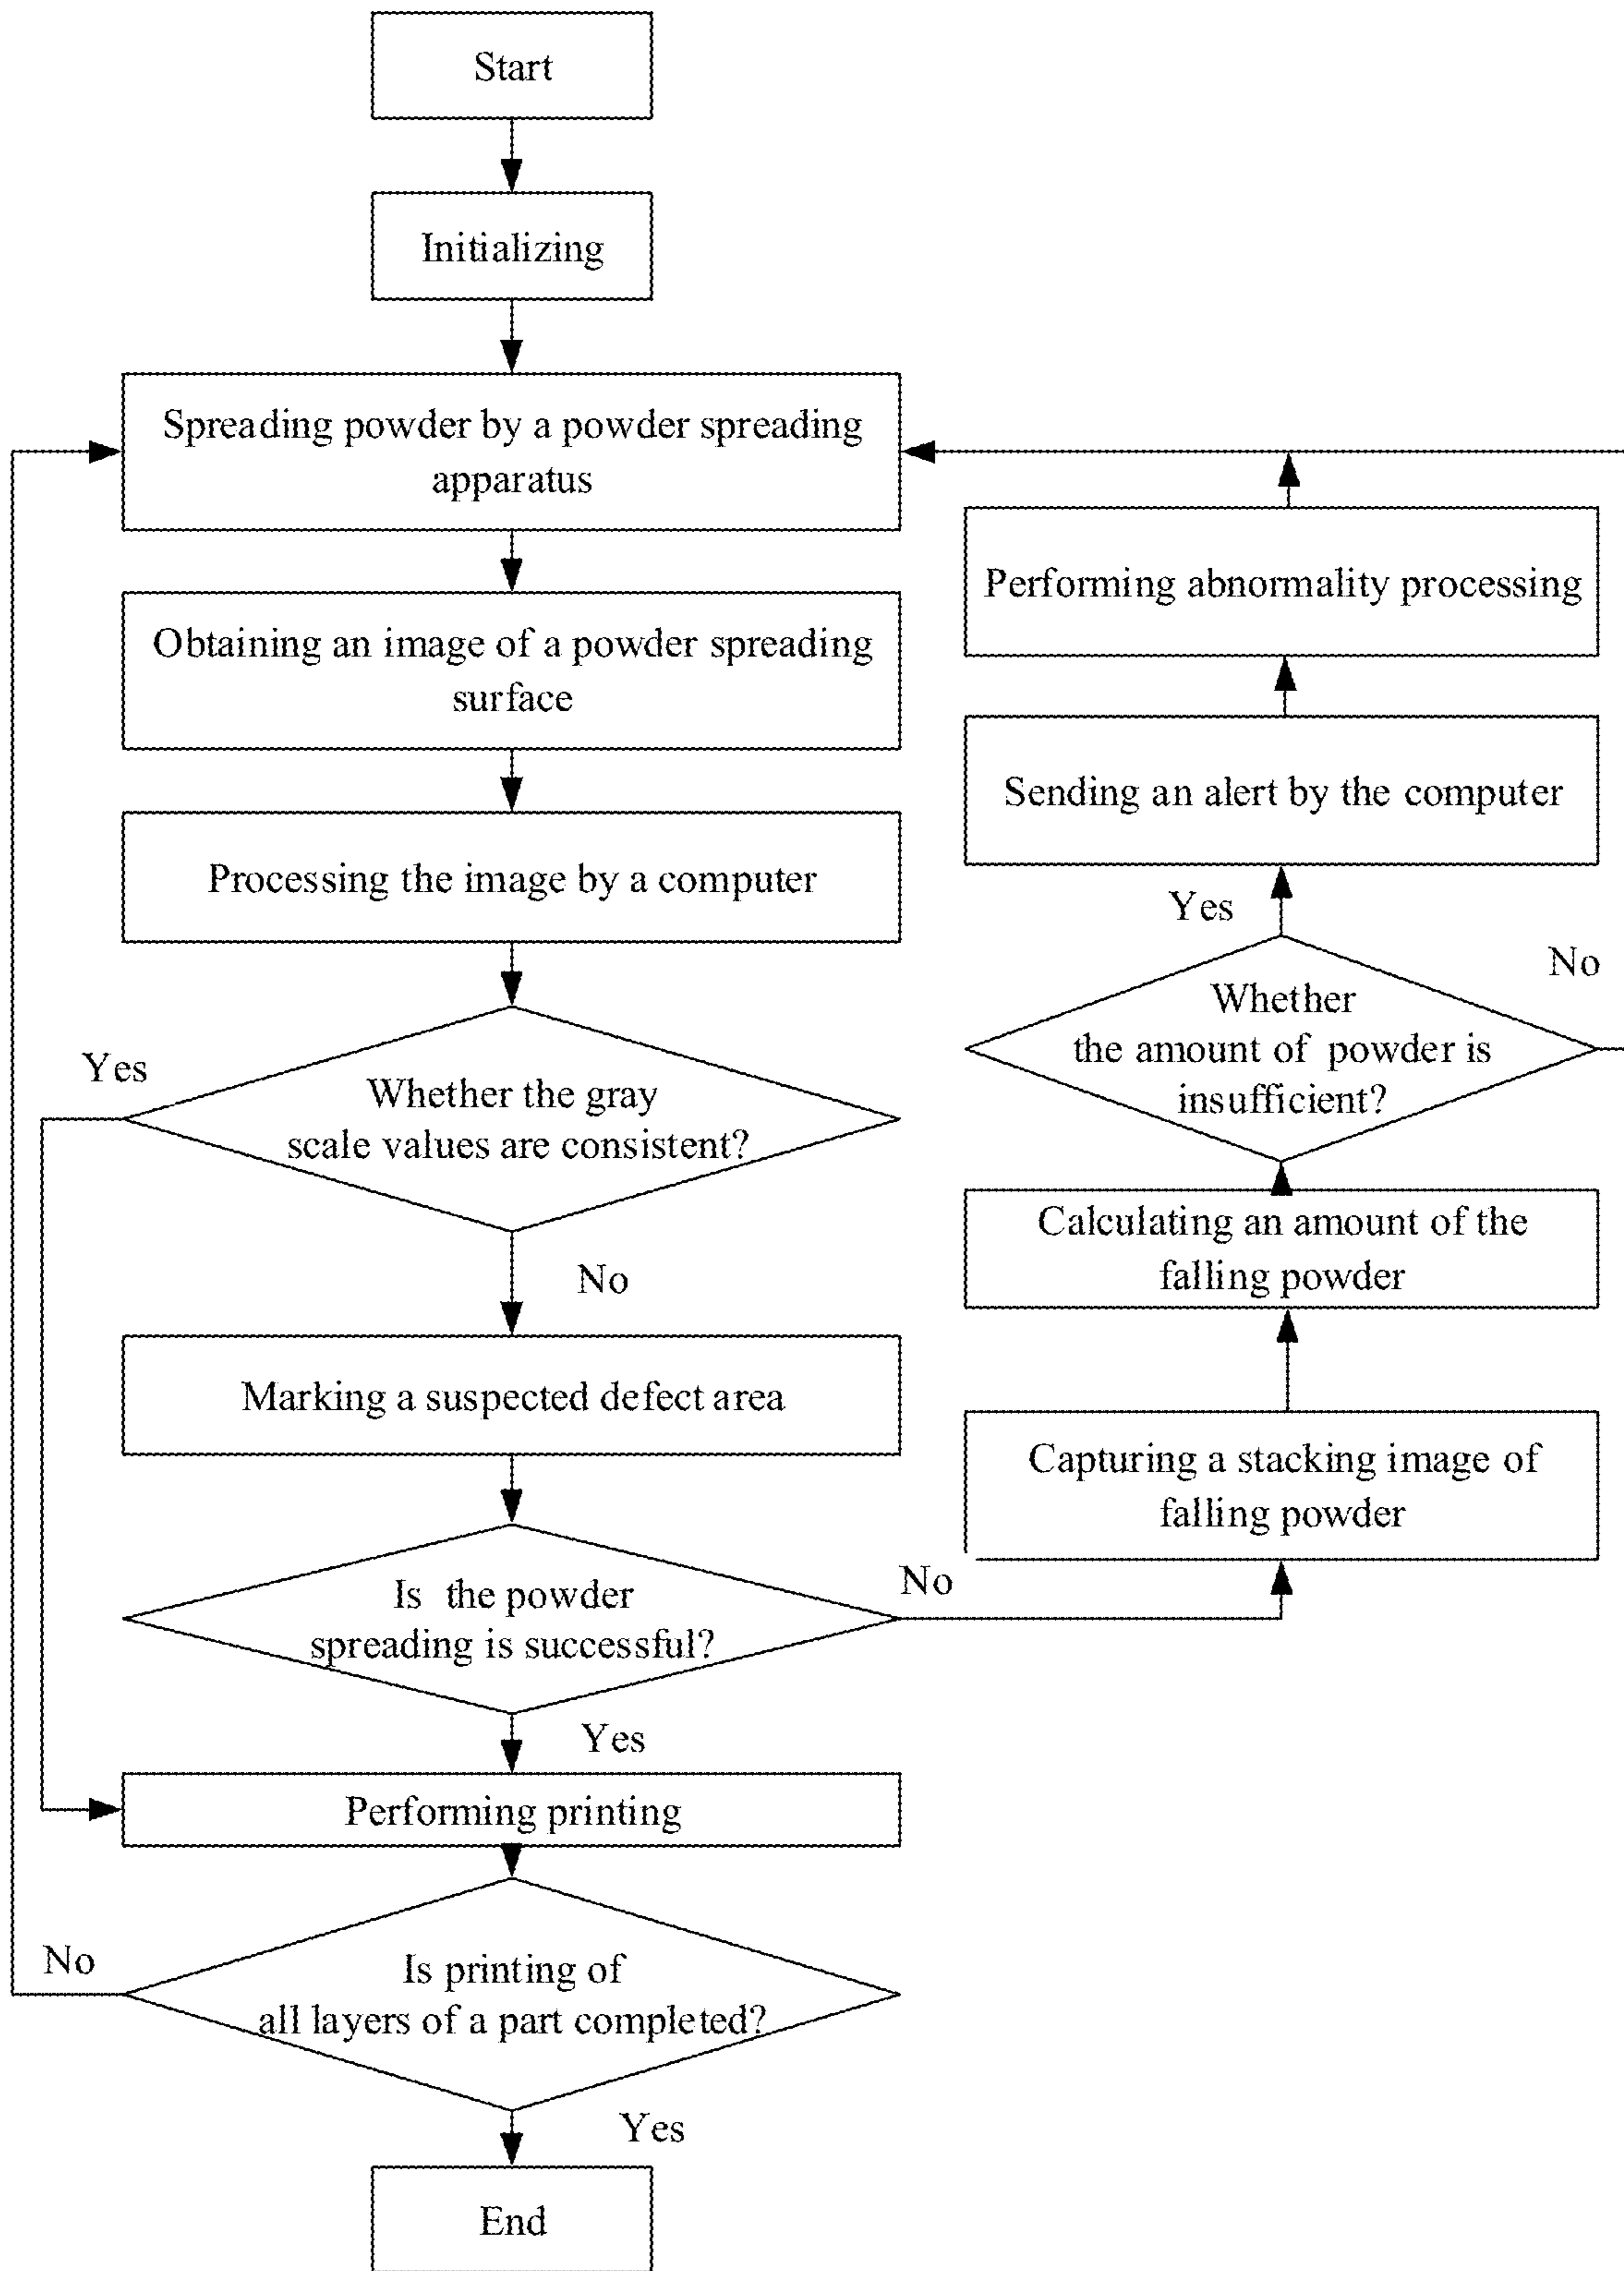 Start
Initializing
Spreading powder by a powder spreading
apparatus
Obtaining an image of a powder spreading
surface
Processing the image by a computer
Yes
Whether the gray
scale values are consistent?
No
Marking a suspected defect area
Is the powder
spreading is successful?
No
Yes
Performing printing
No
Is printing of
all layers of a part completed?
Yes
End
Performing abnormality processing
Sending an alert by the computer
Yes
No
Whether
the amount of powder is
insufficient?
Calculating an amount of the
falling powder
Capturing a stacking image of
falling powder